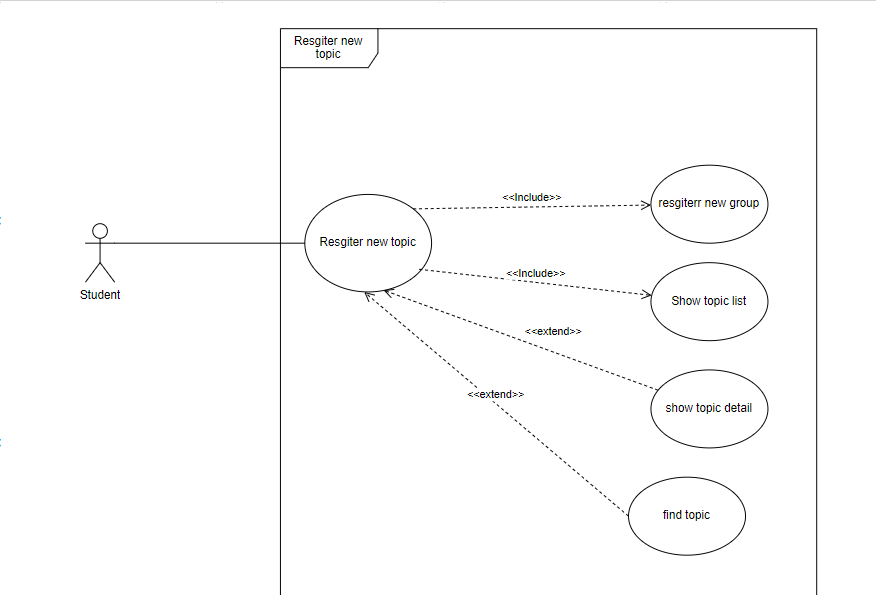 Resgiter new
topic
<<Include>>
resgiterr new group
Resgiter new topic
<<Include>>
Student
Show topic list
<<extend>>
<<extend>>
show topic detail
find topic